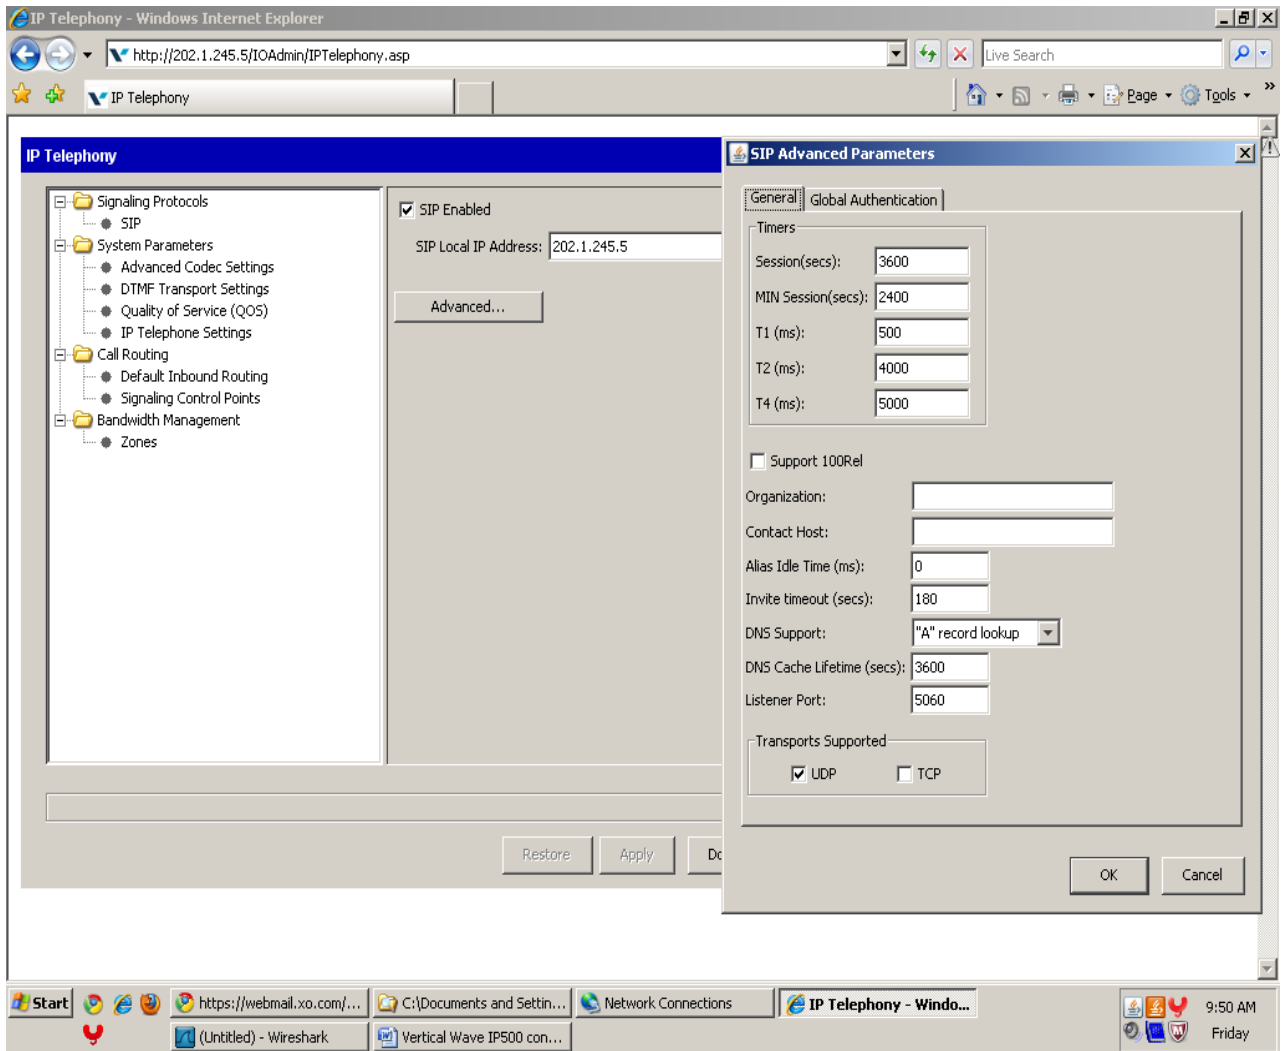 IP Telephony - Windows Internet Explorer
http://202.1.245.5/IOAdmin/IPTelephony.asp
Live Search
IP Telephony
Page
Tools
»
IP Telephony
Signaling Protocols
SIP
System Parameters
Advanced Codec Settings
DTMF Transport Settings
Quality of Service (QOS)
IP Telephone Settings
Call Routing
Default Inbound Routing
Signaling Control Points
Bandwidth Management
Zones
SIP Enabled
SIP Local IP Address: 202.1.245.5
Advanced...
Restore
Apply
Do
SIP Advanced Parameters
General
Global Authentication
Timers
Session(secs): 3600
MIN Session(secs): 2400
T1 (ms): 500
T2 (ms): 4000
T4 (ms): 5000
Support 100Rel
Organization:
Contact Host:
Alias Idle Time (ms): 0
Invite timeout (secs): 180
DNS Support: "A" record lookup
DNS Cache Lifetime (secs): 3600
Listener Port: 5060
Transports Supported
UDP
TCP
OK
Cancel
Start
https://webmail.xo.com/...
C:\Documents and Settin...
Network Connections
IP Telephony - Windo...
9:50 AM
(Untitled) - Wireshark
Vertical Wave IP500 con...
Friday